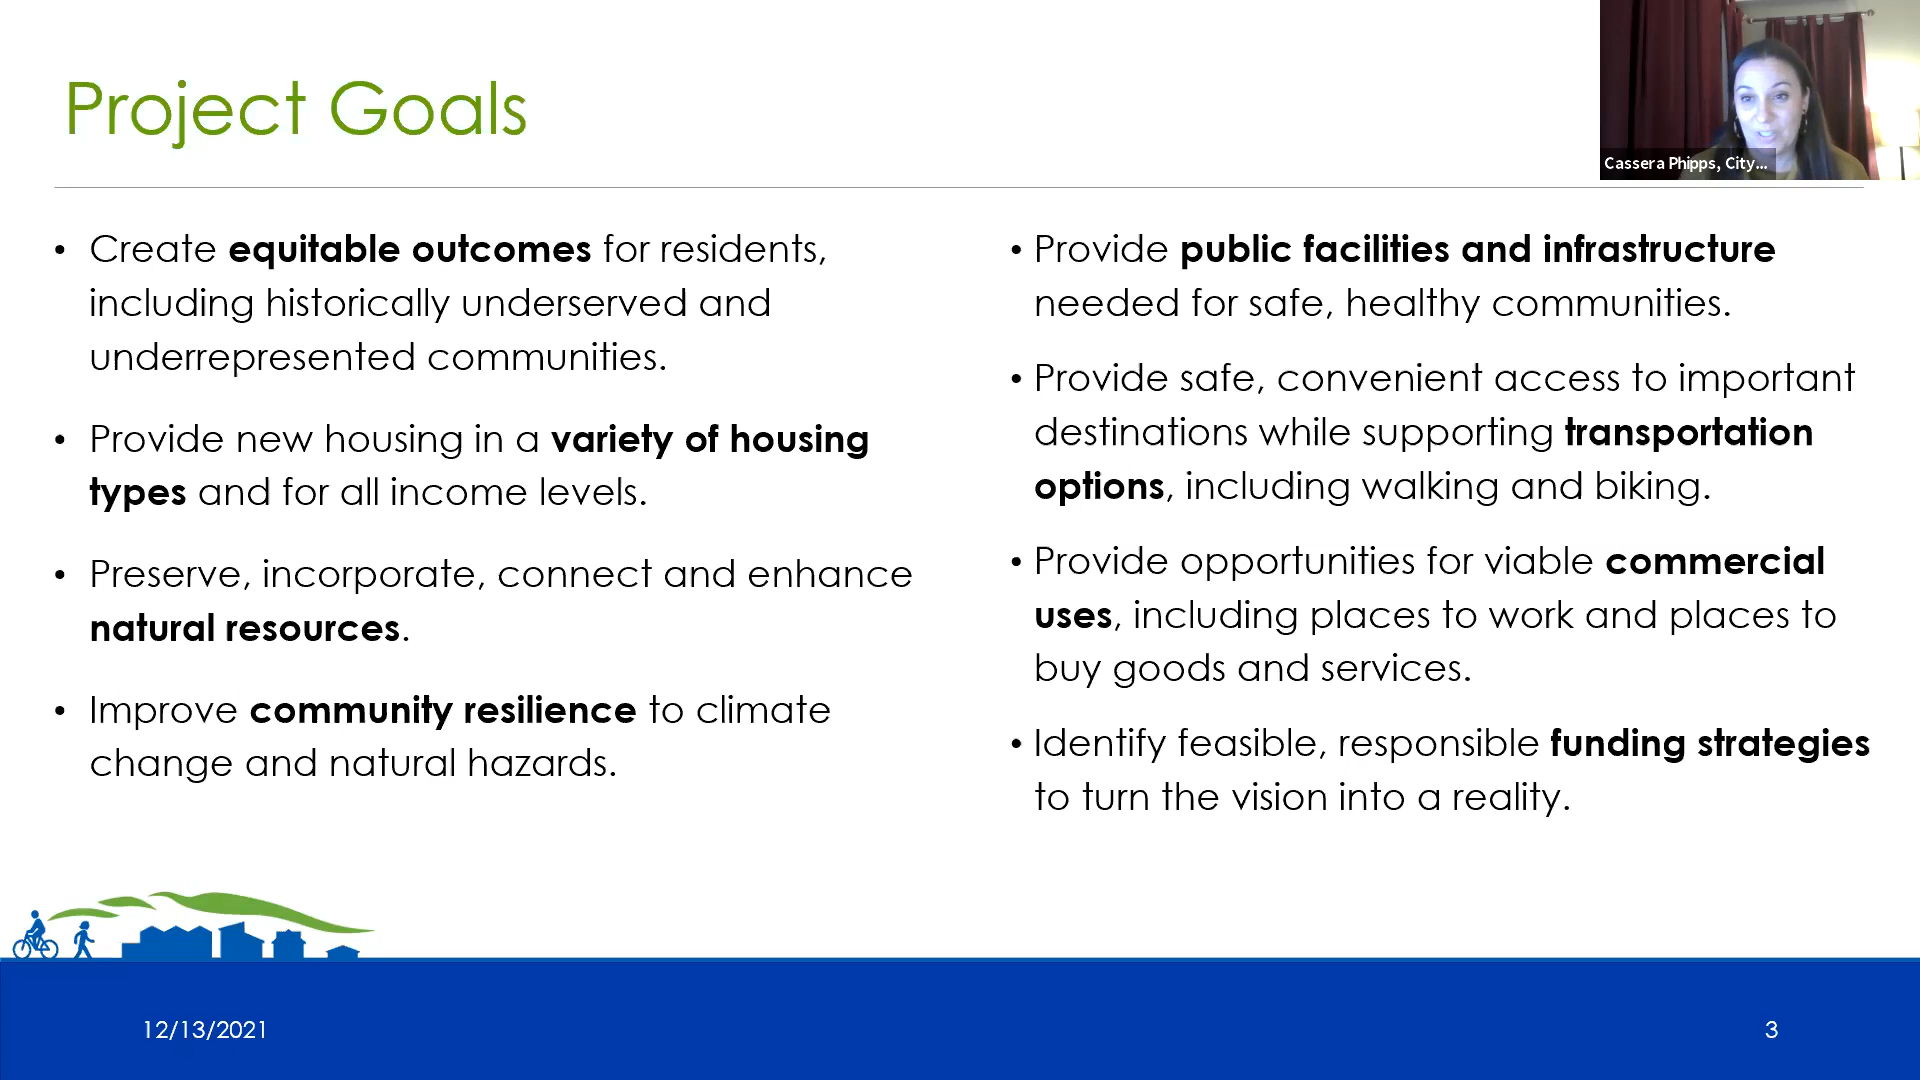 Project Goals
Cassera Phipps, City...
• Create equitable outcomes for residents,
including historically underserved and
underrepresented communities.
• Provide new housing in a variety of housing
types and for all income levels.
• Preserve, incorporate, connect and enhance
natural resources.
• Improve community resilience to climate
change and natural hazards.
• Provide public facilities and infrastructure
needed for safe, healthy communities.
• Provide safe, convenient access to important
destinations while supporting transportation
options, including walking and biking.
• Provide opportunities for viable commercial
uses, including places to work and places to
buy goods and services.
• Identify feasible, responsible funding strategies
to turn the vision into a reality.
12/13/2021
3